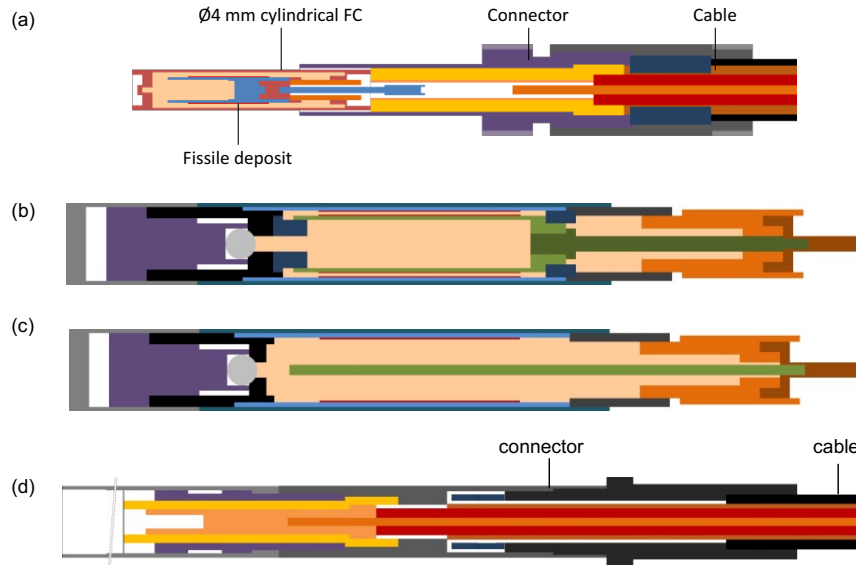 (a)
Ø4 mm cylindrical FC
Connector
Cable
Fissile deposit
(b)
(c)
(d)
connector
cable